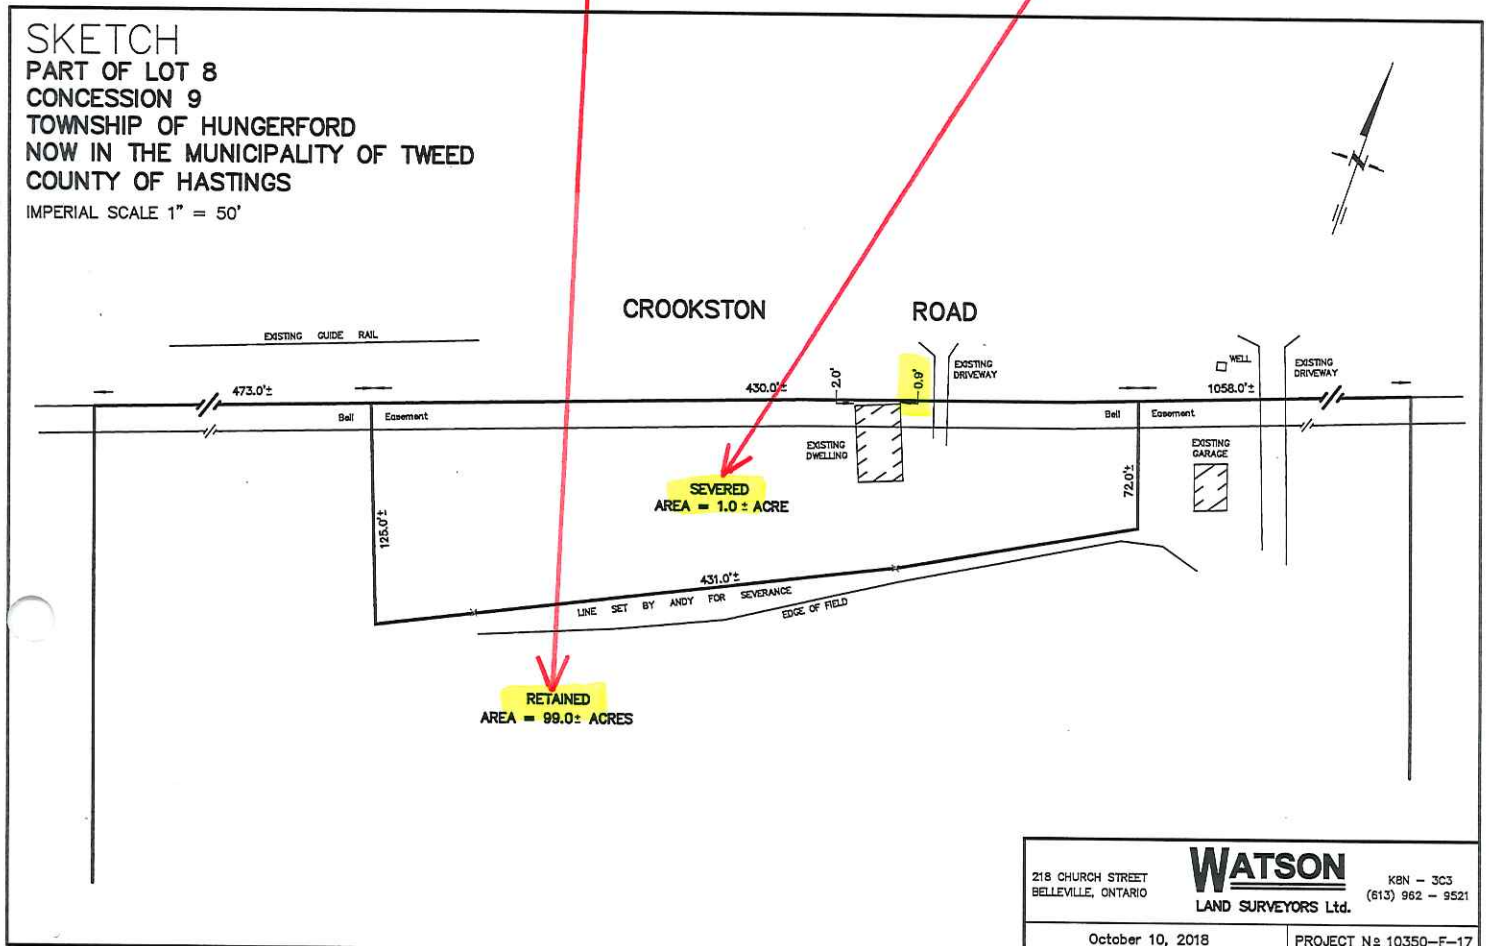 SKETCH
PART OF LOT 8
CONCESSION 9
TOWNSHIP OF HUNGERFORD
NOW IN THE MUNICIPALITY OF TWEED
COUNTY OF HASTINGS
IMPERIAL SCALE 1" = 50'
CROOKSTON ROAD
EXISTING GUIDE RAIL
EXISTING
DRIVEWAY
WELL
EXISTING
DRIVEWAY
473.0'±
430.0'±
2.0'
0.9'
1058.0'±
Bell Easement
Bell Easement
EXISTING
DWELLING
EXISTING
GARAGE
SEVERED
AREA = 1.0 ± ACRE
125.0'±
72.0'±
431.0'±
LINE SET BY ANDY FOR SEVERANCE
EDGE OF FIELD
RETAINED
AREA = 99.0± ACRES
218 CHURCH STREET
BELLEVILLE, ONTARIO
WATSON
LAND SURVEYORS Ltd.
K8N - 3C3
(613) 962 - 9521
October 10, 2018
PROJECT Nº 10350-F-17
N